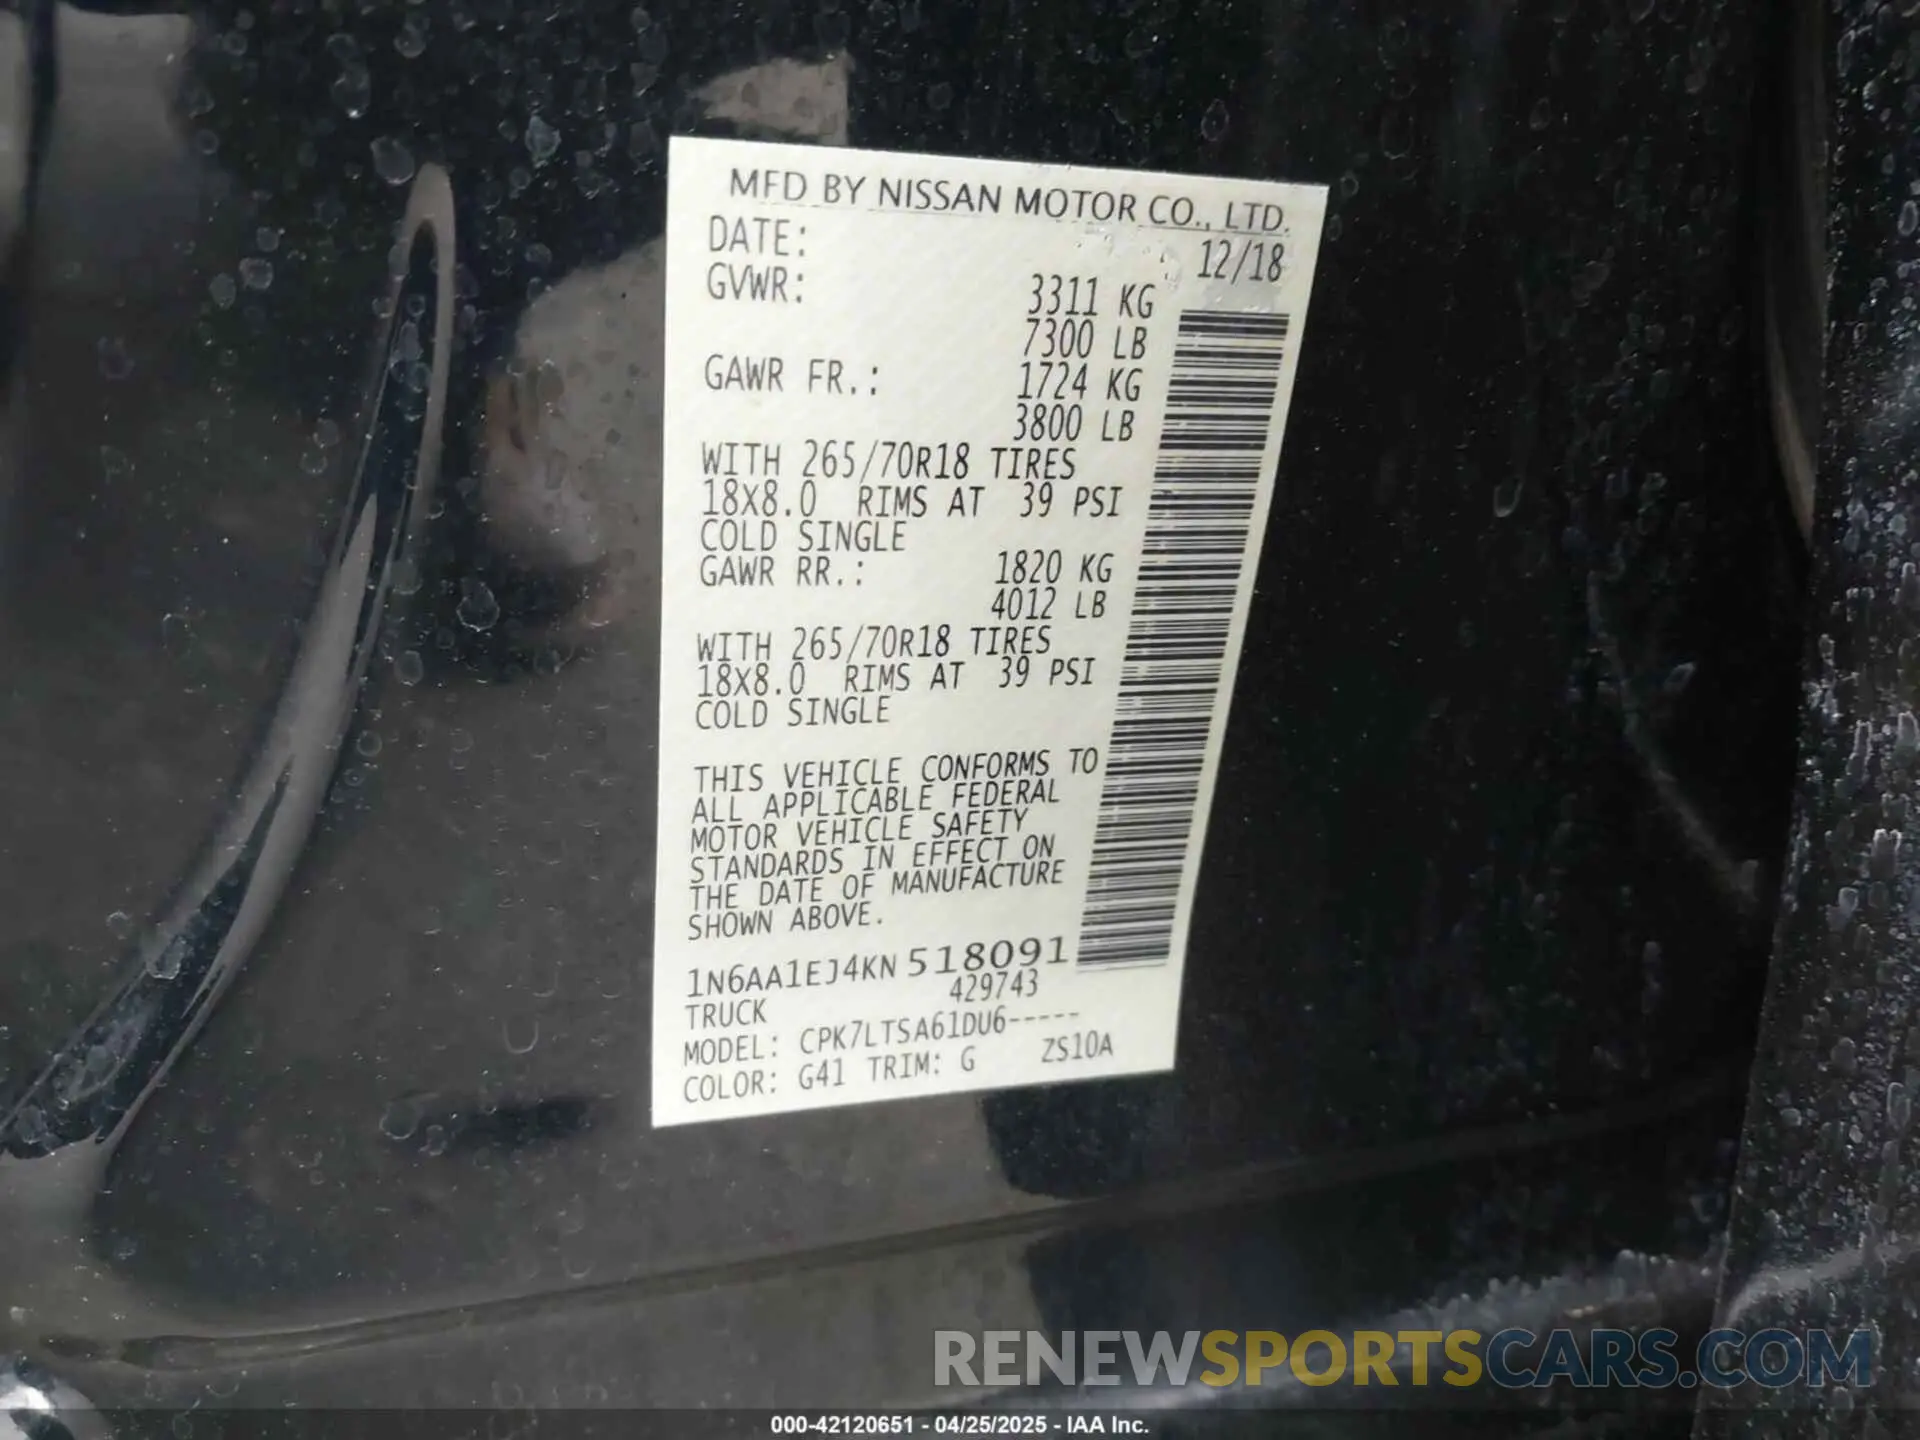 MFD BY NISSAN MOTOR CO., LTD.
DATE: 12/18
GVWR: 3311 KG
7300 LB
GAWR FR.: 1724 KG
3800 LB
WITH 265/70R18 TIRES
18X8.0 RIMS AT 39 PSI
COLD SINGLE
GAWR RR.: 1820 KG
4012 LB
WITH 265/70R18 TIRES
18X8.0 RIMS AT 39 PSI
COLD SINGLE
THIS VEHICLE CONFORMS TO
ALL APPLICABLE FEDERAL
MOTOR VEHICLE SAFETY
STANDARDS IN EFFECT ON
THE DATE OF MANUFACTURE
SHOWN ABOVE.
1N6AA1EJ4KN 518091
TRUCK 429743
MODEL: CPK7LTSA61DU6-----
COLOR: G41 TRIM: G ZS10A
RENEWSPORTSCARS.COM
000-42120651 - 04/25/2025 - IAA Inc.